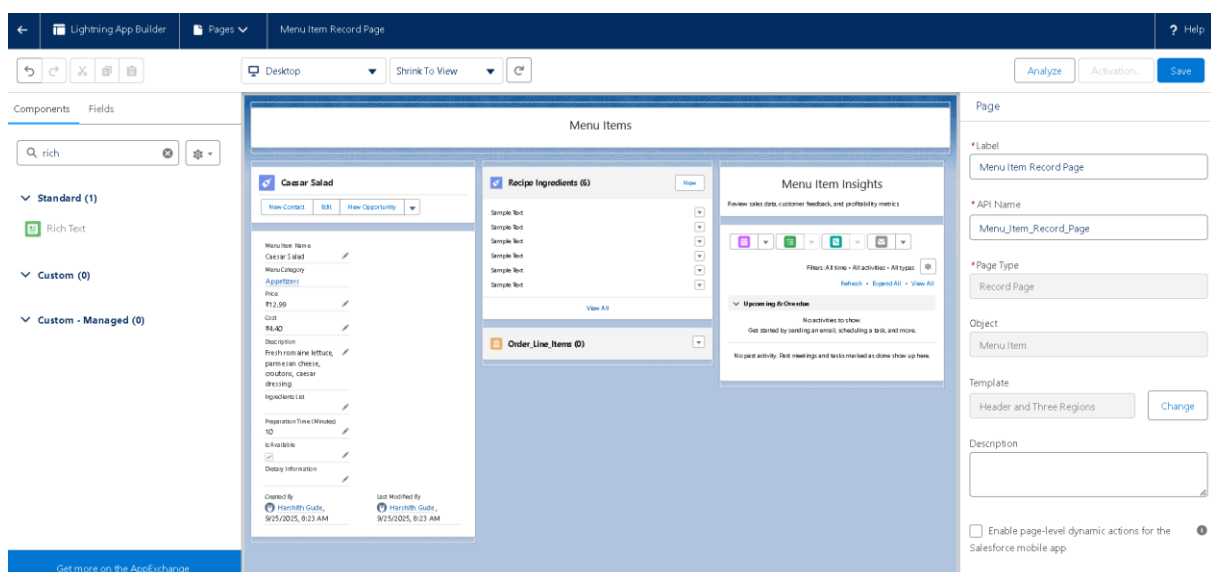 Lightning App Builder
Pages
Menu Item Record Page
? Help
Desktop
Shrink To View
Analyze
Activation...
Save
Components Fields
rich
Standard (1)
Rich Text
Custom (0)
Custom - Managed (0)
Get more on the AppExchange
Menu Items
Caesar Salad
New Contact Edit New Opportunity
Menu Item Name
Caesar Salad
Menu Category
Appetizers
Price
₹12.99
Cost
₹4.40
Description
Fresh romaine lettuce,
parmesan cheese,
croutons, caesar
dressing
Ingredients List
Preparation Time (Minutes)
10
Is Available
Dietary Information
Created By
Harshith Gude,
9/25/2025, 8:23 AM
Last Modified By
Harshith Gude,
9/25/2025, 8:23 AM
Recipe Ingredients (6)
New
Sample Text
Sample Text
Sample Text
Sample Text
Sample Text
Sample Text
View All
Order_Line_Items (0)
Menu Item Insights
Review sales data, customer feedback, and profitability metrics
Filters: All time • All activities • All types
Refresh • Expand All • View All
Upcoming & Overdue
No activities to show.
Get started by sending an email, scheduling a task, and more.
No past activity. Past meetings and tasks marked as done show up here.
Page
*Label
Menu Item Record Page
*API Name
Menu_Item_Record_Page
*Page Type
Record Page
Object
Menu Item
Template
Header and Three Regions
Change
Description
Enable page-level dynamic actions for the
Salesforce mobile app